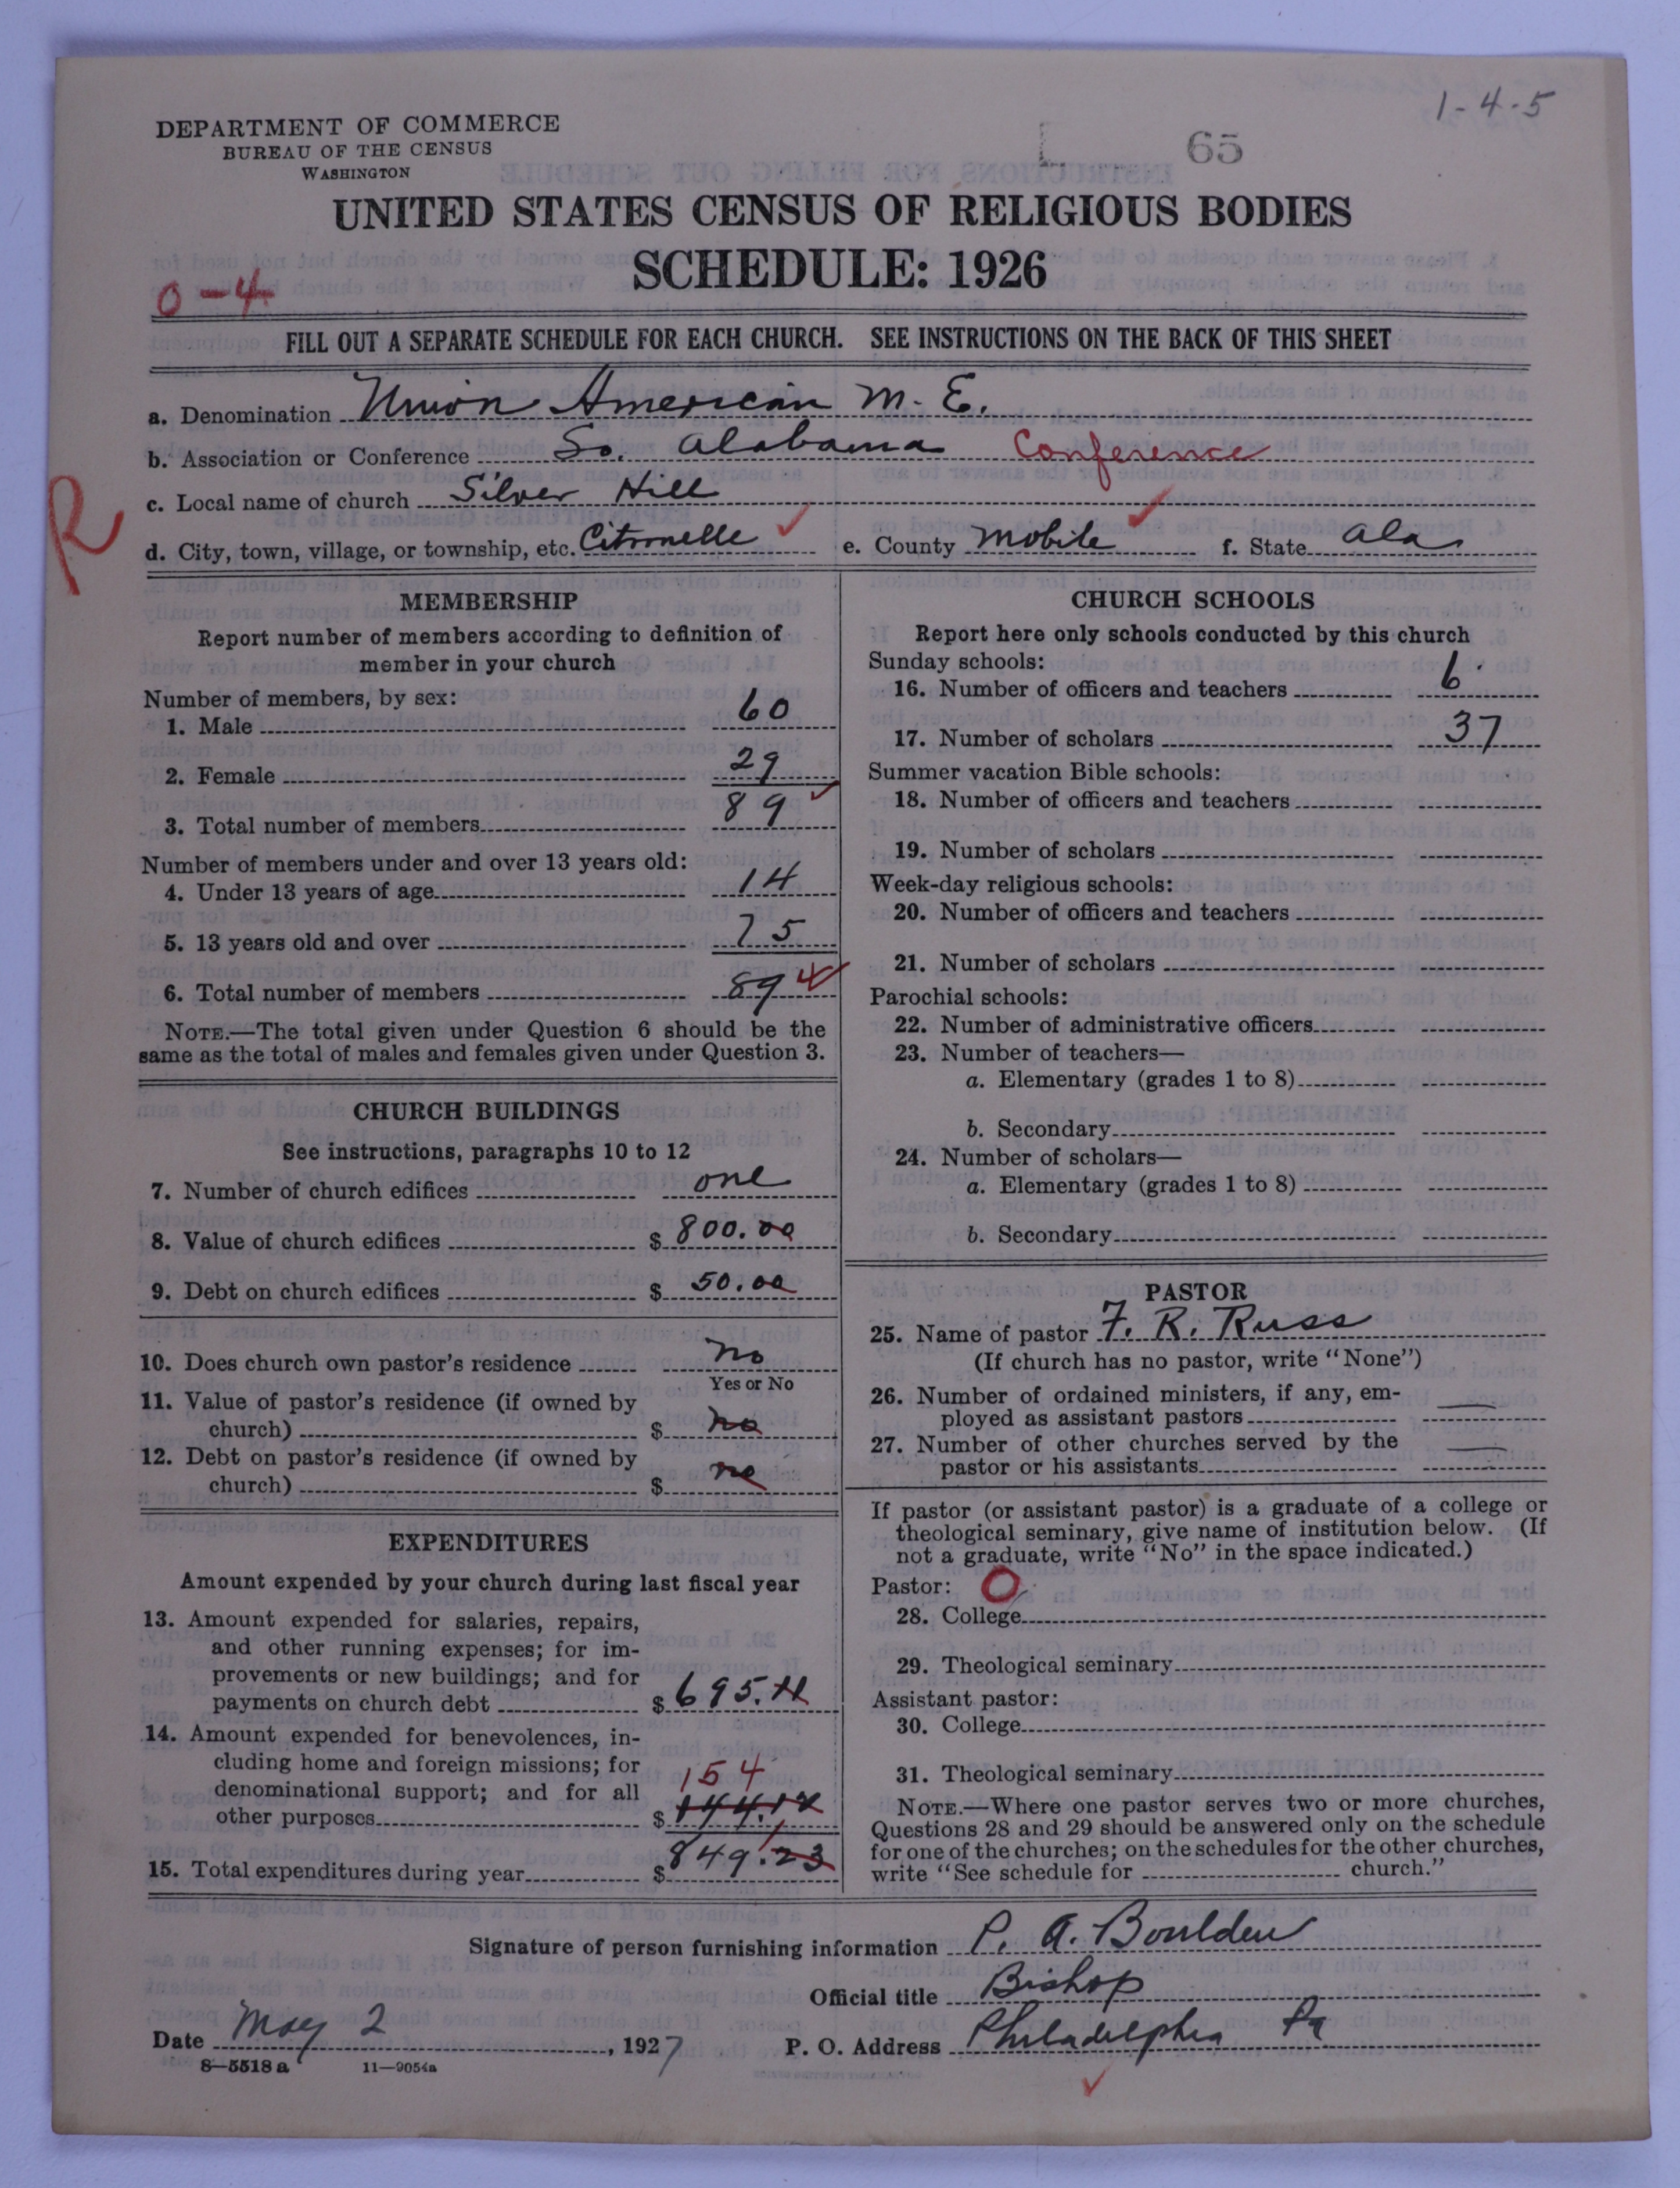 1-4-5
DEPARTMENT OF COMMERCE
BUREAU OF THE CENSUS
WASHINGTON
L 65
UNITED STATES CENSUS OF RELIGIOUS BODIES
SCHEDULE: 1926
0-4
FILL OUT A SEPARATE SCHEDULE FOR EACH CHURCH. SEE INSTRUCTIONS ON THE BACK OF THIS SHEET
a. Denomination Union American M. E.
b. Association or Conference So. Alabama Conference
R
c. Local name of church Silver Hill
d. City, town, village, or township, etc. Citronelle e. County Mobile f. State Ala
MEMBERSHIP
Report number of members according to definition of
member in your church
Number of members, by sex:
1. Male 60
2. Female 29
3. Total number of members 89
Number of members under and over 13 years old:
4. Under 13 years of age 14
5. 13 years old and over 75
6. Total number of members 89
NOTE.—The total given under Question 6 should be the
same as the total of males and females given under Question 3.
CHURCH BUILDINGS
See instructions, paragraphs 10 to 12
7. Number of church edifices one
8. Value of church edifices $ 800.00
9. Debt on church edifices $ 50.00
10. Does church own pastor's residence no
Yes or No
11. Value of pastor's residence (if owned by
church) $ no
12. Debt on pastor's residence (if owned by
church) $ no
EXPENDITURES
Amount expended by your church during last fiscal year
13. Amount expended for salaries, repairs,
and other running expenses; for im-
provements or new buildings; and for
payments on church debt $ 695.11
14. Amount expended for benevolences, in-
cluding home and foreign missions; for
denominational support; and for all
154
other purposes $ 144.12
15. Total expenditures during year $ 849.23
CHURCH SCHOOLS
Report here only schools conducted by this church
Sunday schools:
16. Number of officers and teachers 6
17. Number of scholars 37
Summer vacation Bible schools:
18. Number of officers and teachers
19. Number of scholars
Week-day religious schools:
20. Number of officers and teachers
21. Number of scholars
Parochial schools:
22. Number of administrative officers
23. Number of teachers—
a. Elementary (grades 1 to 8)
b. Secondary
24. Number of scholars—
a. Elementary (grades 1 to 8)
b. Secondary
PASTOR
25. Name of pastor F. R. Russ
(If church has no pastor, write "None")
26. Number of ordained ministers, if any, em-
ployed as assistant pastors —
27. Number of other churches served by the
pastor or his assistants —
If pastor (or assistant pastor) is a graduate of a college or
theological seminary, give name of institution below. (If
not a graduate, write "No" in the space indicated.)
Pastor: O
28. College
29. Theological seminary
Assistant pastor:
30. College
31. Theological seminary
NOTE.—Where one pastor serves two or more churches,
Questions 28 and 29 should be answered only on the schedule
for one of the churches; on the schedules for the other churches,
write "See schedule for church."
Signature of person furnishing information P. A. Boulden
Official title Bishop
Date May 2, 1927 P. O. Address Philadelphia Pa
8—5518 a 11—9054a